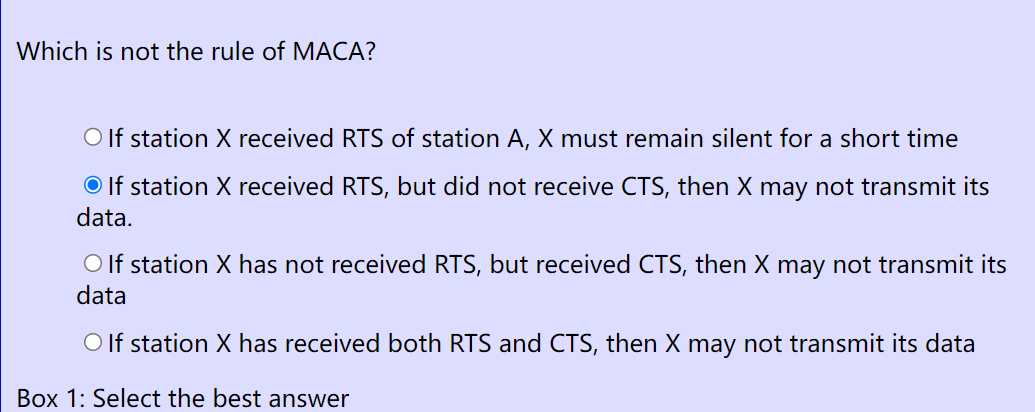 Which is not the rule of MACA?
If station X received RTS of station A, X must remain silent for a short time
If station X received RTS, but did not receive CTS, then X may not transmit its
data.
If station X has not received RTS, but received CTS, then X may not transmit its
data
If station X has received both RTS and CTS, then X may not transmit its data
Box 1: Select the best answer